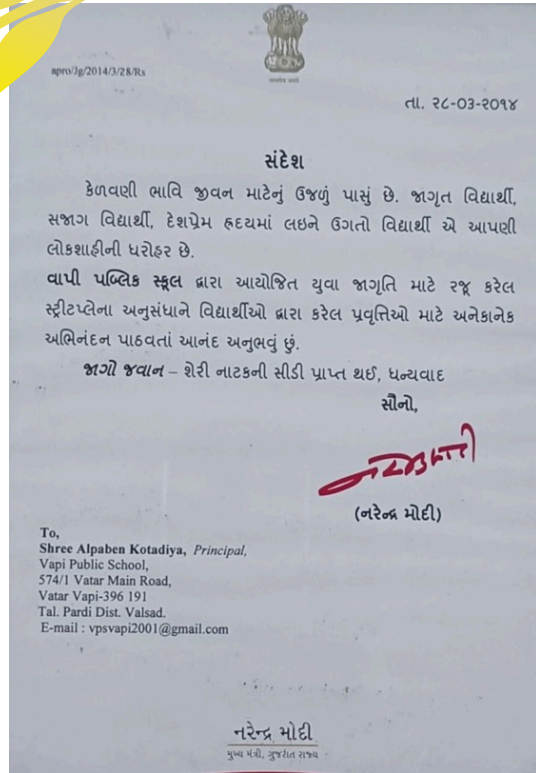 apro/Jg/2014/3/28/Rs
તા. ૨૮-૦૩-૨૦૧૪
સંદેશ
કેળવણી ભાવિ જીવન માટેનું ઉજળું પાસું છે. જાગૃત વિદ્યાર્થી,
સજાગ વિદ્યાર્થી, દેશપ્રેમ હૃદયમાં લઇને ઉગતો વિદ્યાર્થી એ આપણી
લોકશાહીની ધરોહર છે.
વાપી પબ્લિક સ્કૂલ દ્વારા આયોજિત યુવા જાગૃતિ માટે રજૂ કરેલ
સ્ટ્રીટપ્લેના અનુસંધાને વિદ્યાર્થીઓ દ્વારા કરેલ પ્રવૃત્તિઓ માટે અનેકાનેક
અભિનંદન પાઠવતાં આનંદ અનુભવું છું.
જાગો જવાન – શેરી નાટકની સીડી પ્રાપ્ત થઈ, ધન્યવાદ
સૌનો,
(નરેન્દ્ર મોદી)
To,
Shree Alpaben Kotadiya, Principal,
Vapi Public School,
574/1 Vatar Main Road,
Vatar Vapi-396 191
Tal. Pardi Dist. Valsad.
E-mail : vpsvapi2001@gmail.com
નરેન્દ્ર મોદી
મુખ્ય મંત્રી, ગુજરાત રાજ્ય